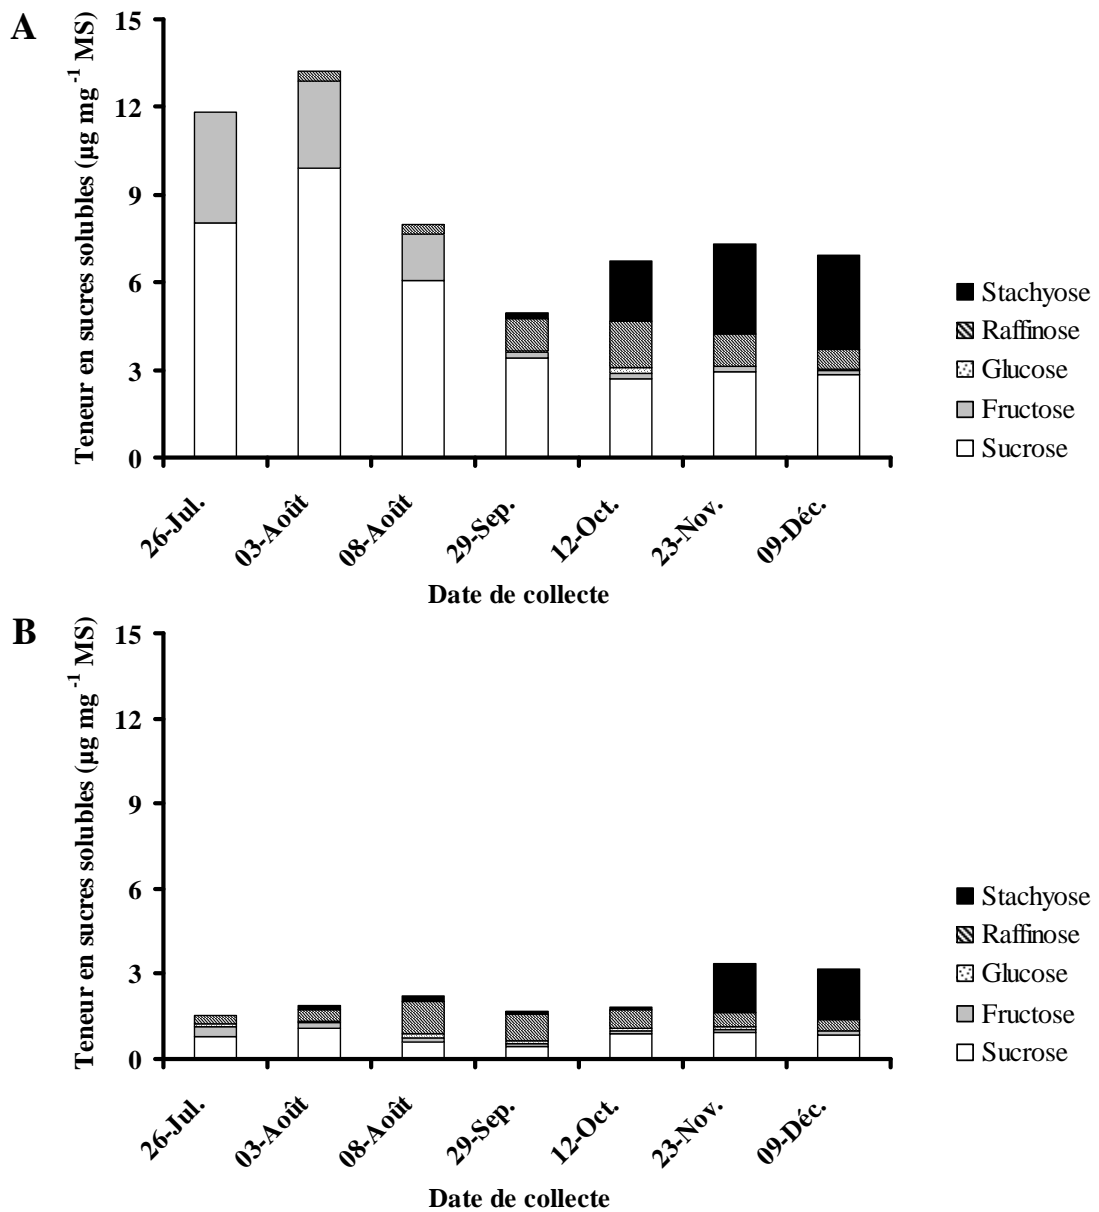 A
Teneur en sucres solubles (µg mg⁻¹ MS)
15
12
9
6
3
0
26-Jul.
03-Août
08-Août
29-Sep.
12-Oct.
23-Nov.
09-Déc.
Date de collecte
Stachyose
Raffinose
Glucose
Fructose
Sucrose
B
Teneur en sucres solubles (µg mg⁻¹ MS)
15
12
9
6
3
0
26-Jul.
03-Août
08-Août
29-Sep.
12-Oct.
23-Nov.
09-Déc.
Date de collecte
Stachyose
Raffinose
Glucose
Fructose
Sucrose